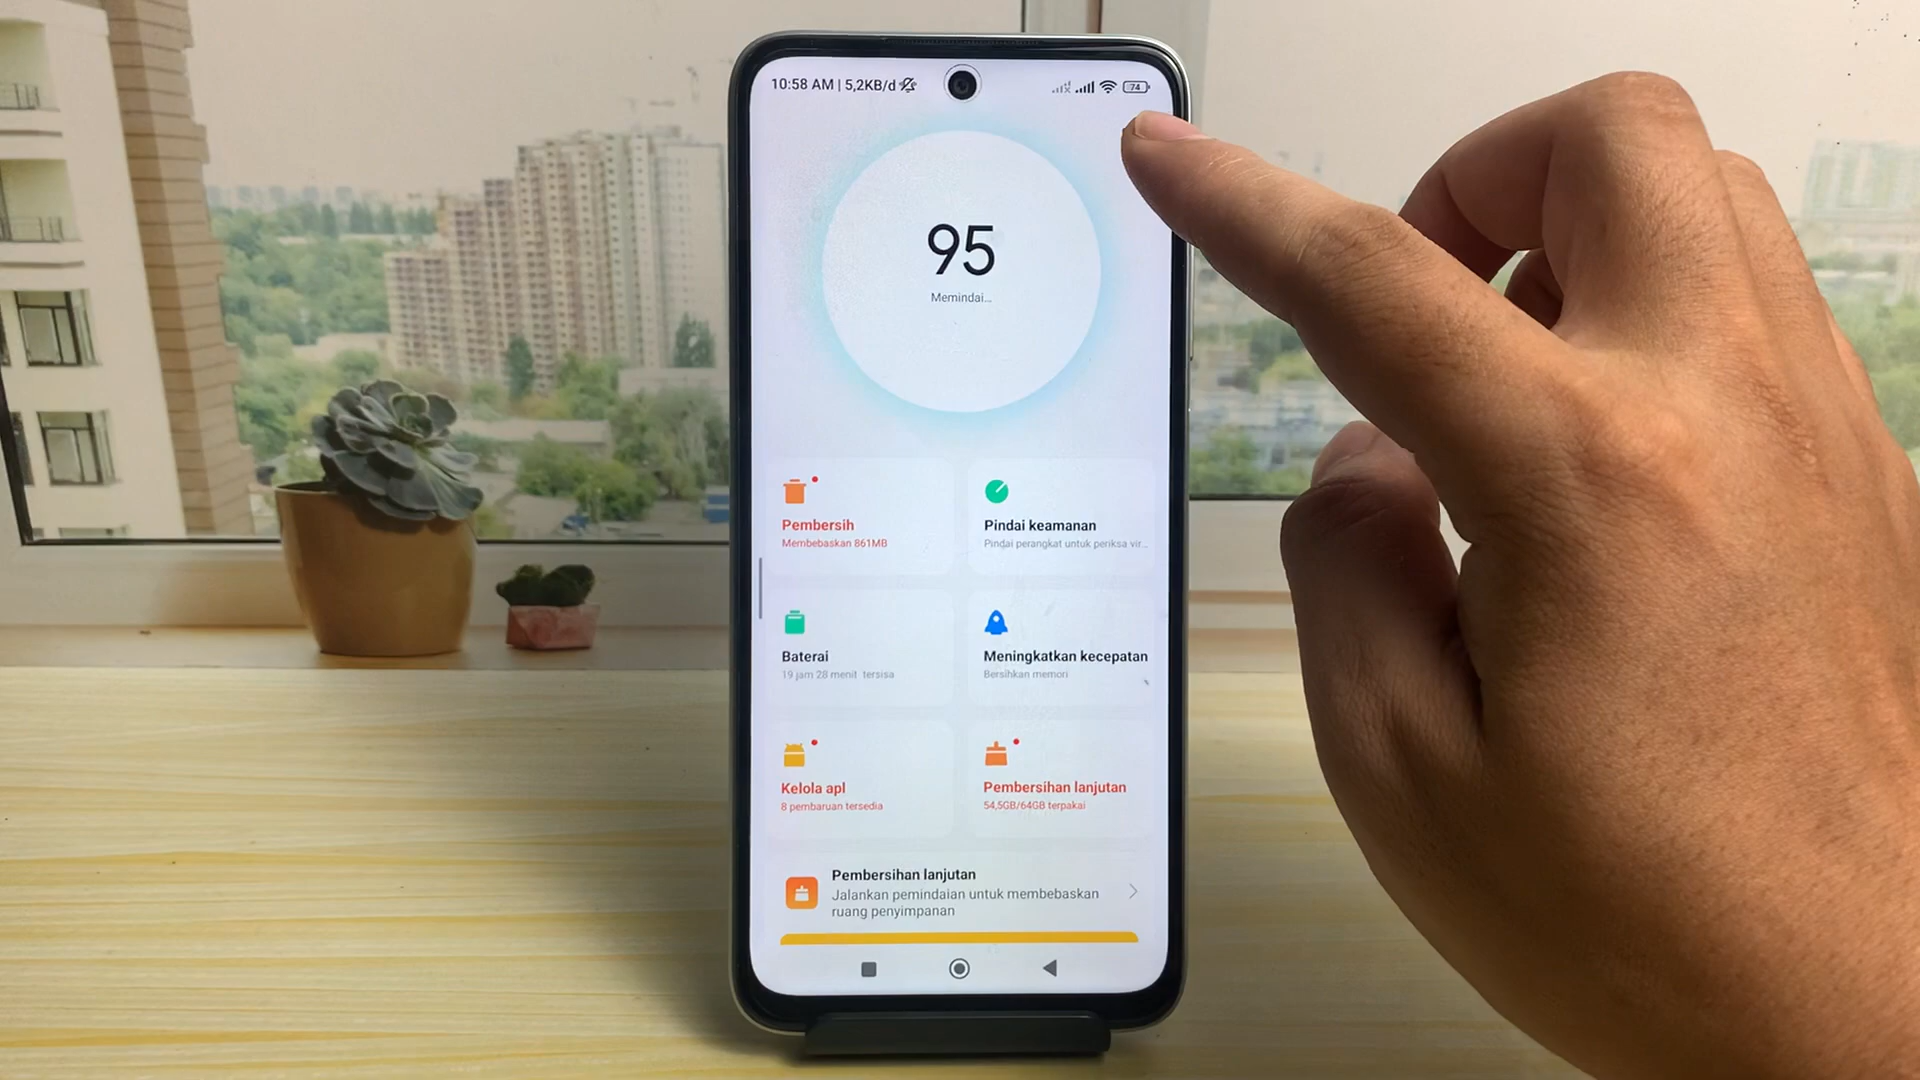 10:58 AM | 5,2KB/d
74
95
Memindai...
Pembersih
Membebaskan 861MB
Pindai keamanan
Pindai perangkat untuk periksa vir...
Baterai
19 jam 28 menit tersisa
Meningkatkan kecepatan
Bersihkan memori
Kelola apl
8 pembaruan tersedia
Pembersihan lanjutan
54,5GB/64GB terpakai
Pembersihan lanjutan
Jalankan pemindaian untuk membebaskan
ruang penyimpanan